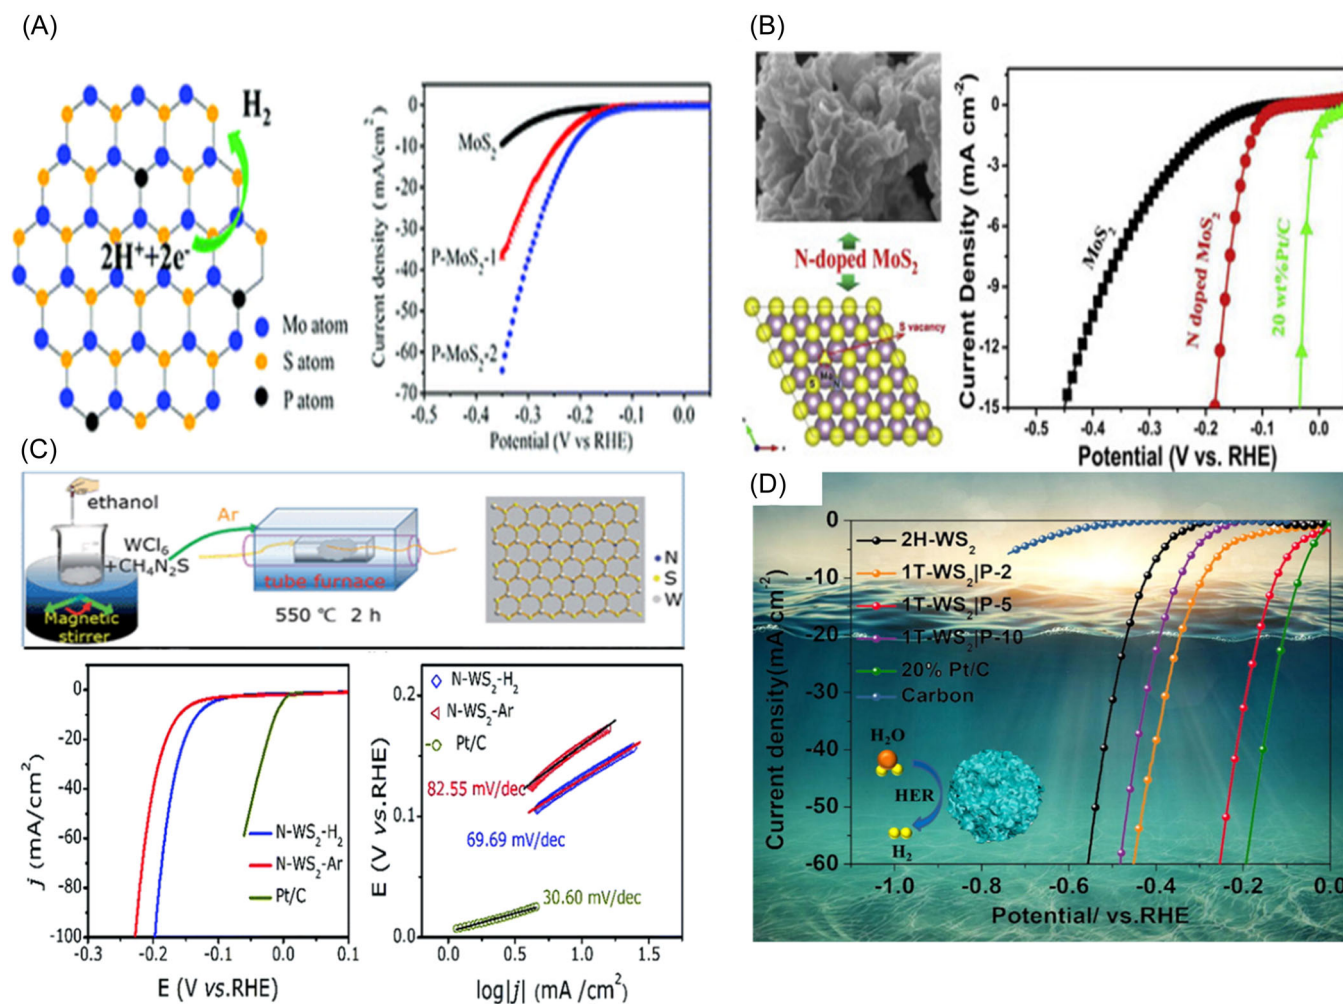 (A)
H2
2H++2e-
Mo atom
S atom
P atom
Current density (mA/cm2)
0
-10
-20
-30
-40
-50
-60
-70
MoS2
P-MoS2-1
P-MoS2-2
-0.5 -0.4 -0.3 -0.2 -0.1 0.0
Potential (V vs RHE)
(B)
N-doped MoS2
S vacancy
S Mo N
Current Density (mA cm-2)
0
-3
-6
-9
-12
-15
MoS2
N doped MoS2
20 wt%Pt/C
-0.5 -0.4 -0.3 -0.2 -0.1 0.0
Potential (V vs. RHE)
(C)
ethanol
WCl6
+CH4N2S
Magnetic
stirrer
Ar
tube furnace
550 ℃ 2 h
N
S
W
j (mA/cm2)
0
-20
-40
-60
-80
-100
N-WS2-H2
N-WS2-Ar
Pt/C
-0.3 -0.2 -0.1 0.0 0.1
E (V vs.RHE)
E (V vs.RHE)
0.2
0.1
0.0
N-WS2-H2
N-WS2-Ar
Pt/C
82.55 mV/dec
69.69 mV/dec
30.60 mV/dec
0.0 0.5 1.0 1.5
log|j| (mA /cm2)
(D)
Current density(mA/cm-2)
0
-10
-20
-30
-40
-50
-60
2H-WS2
1T-WS2|P-2
1T-WS2|P-5
1T-WS2|P-10
20% Pt/C
Carbon
H2O
HER
H2
-1.0 -0.8 -0.6 -0.4 -0.2 0.0
Potential/ vs.RHE